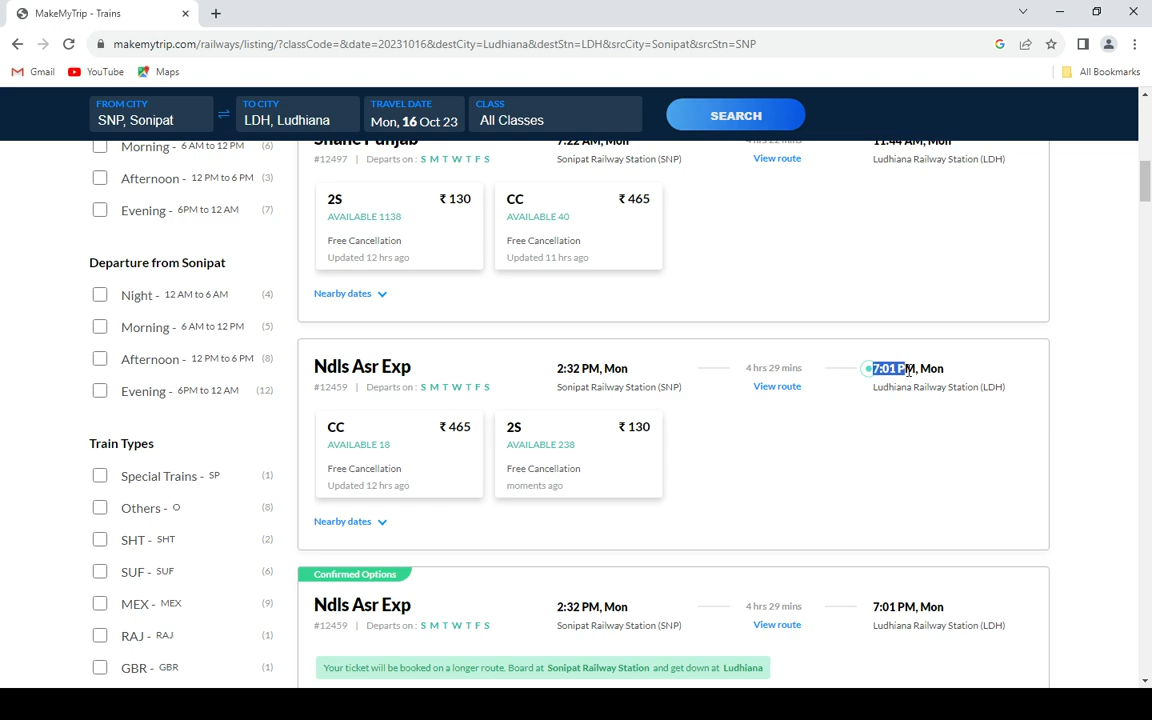 MakeMyTrip - Trains
makemytrip.com/railways/listing/?classCode=&date=20231016&destCity=Ludhiana&destStn=LDH&srcCity=Sonipat&srcStn=SNP
Gmail YouTube Maps All Bookmarks
FROM CITY TO CITY TRAVEL DATE CLASS
SNP, Sonipat LDH, Ludhiana Mon, 16 Oct 23 All Classes SEARCH
Morning - 6 AM to 12 PM (6)
Afternoon - 12 PM to 6 PM (3)
Evening - 6PM to 12 AM (7)
Departure from Sonipat
Night - 12 AM to 6 AM (4)
Morning - 6 AM to 12 PM (5)
Afternoon - 12 PM to 6 PM (8)
Evening - 6PM to 12 AM (12)
Train Types
Special Trains - SP (1)
Others - O (8)
SHT - SHT (2)
SUF - SUF (6)
MEX - MEX (9)
RAJ - RAJ (1)
GBR - GBR (1)
Shane Punjab 7:22 AM, Mon 4 hrs 22 mins 11:44 AM, Mon
#12497 | Departs on : S M T W T F S Sonipat Railway Station (SNP) View route Ludhiana Railway Station (LDH)
2S ₹ 130 CC ₹ 465
AVAILABLE 1138 AVAILABLE 40
Free Cancellation Free Cancellation
Updated 12 hrs ago Updated 11 hrs ago
Nearby dates
Ndls Asr Exp 2:32 PM, Mon 4 hrs 29 mins 7:01 PM, Mon
#12459 | Departs on : S M T W T F S Sonipat Railway Station (SNP) View route Ludhiana Railway Station (LDH)
CC ₹ 465 2S ₹ 130
AVAILABLE 18 AVAILABLE 238
Free Cancellation Free Cancellation
Updated 12 hrs ago moments ago
Nearby dates
Confirmed Options
Ndls Asr Exp 2:32 PM, Mon 4 hrs 29 mins 7:01 PM, Mon
#12459 | Departs on : S M T W T F S Sonipat Railway Station (SNP) View route Ludhiana Railway Station (LDH)
Your ticket will be booked on a longer route. Board at Sonipat Railway Station and get down at Ludhiana